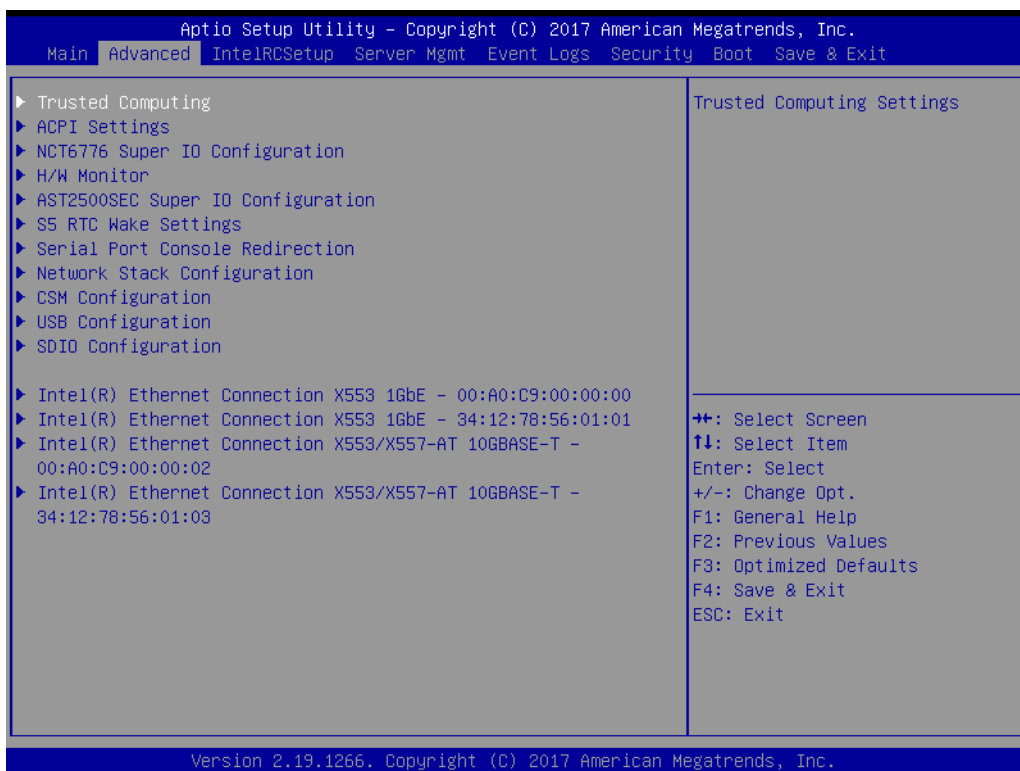 Aptio Setup Utility – Copyright (C) 2017 American Megatrends, Inc.
Main Advanced IntelRCSetup Server Mgmt Event Logs Security Boot Save & Exit
Trusted Computing
ACPI Settings
NCT6776 Super IO Configuration
H/W Monitor
AST2500SEC Super IO Configuration
S5 RTC Wake Settings
Serial Port Console Redirection
Network Stack Configuration
CSM Configuration
USB Configuration
SDIO Configuration
Intel(R) Ethernet Connection X553 1GbE – 00:A0:C9:00:00:00
Intel(R) Ethernet Connection X553 1GbE – 34:12:78:56:01:01
Intel(R) Ethernet Connection X553/X557-AT 10GBASE-T –
00:A0:C9:00:00:02
Intel(R) Ethernet Connection X553/X557-AT 10GBASE-T –
34:12:78:56:01:03
Trusted Computing Settings
→←: Select Screen
↑↓: Select Item
Enter: Select
+/-: Change Opt.
F1: General Help
F2: Previous Values
F3: Optimized Defaults
F4: Save & Exit
ESC: Exit
Version 2.19.1266. Copyright (C) 2017 American Megatrends, Inc.